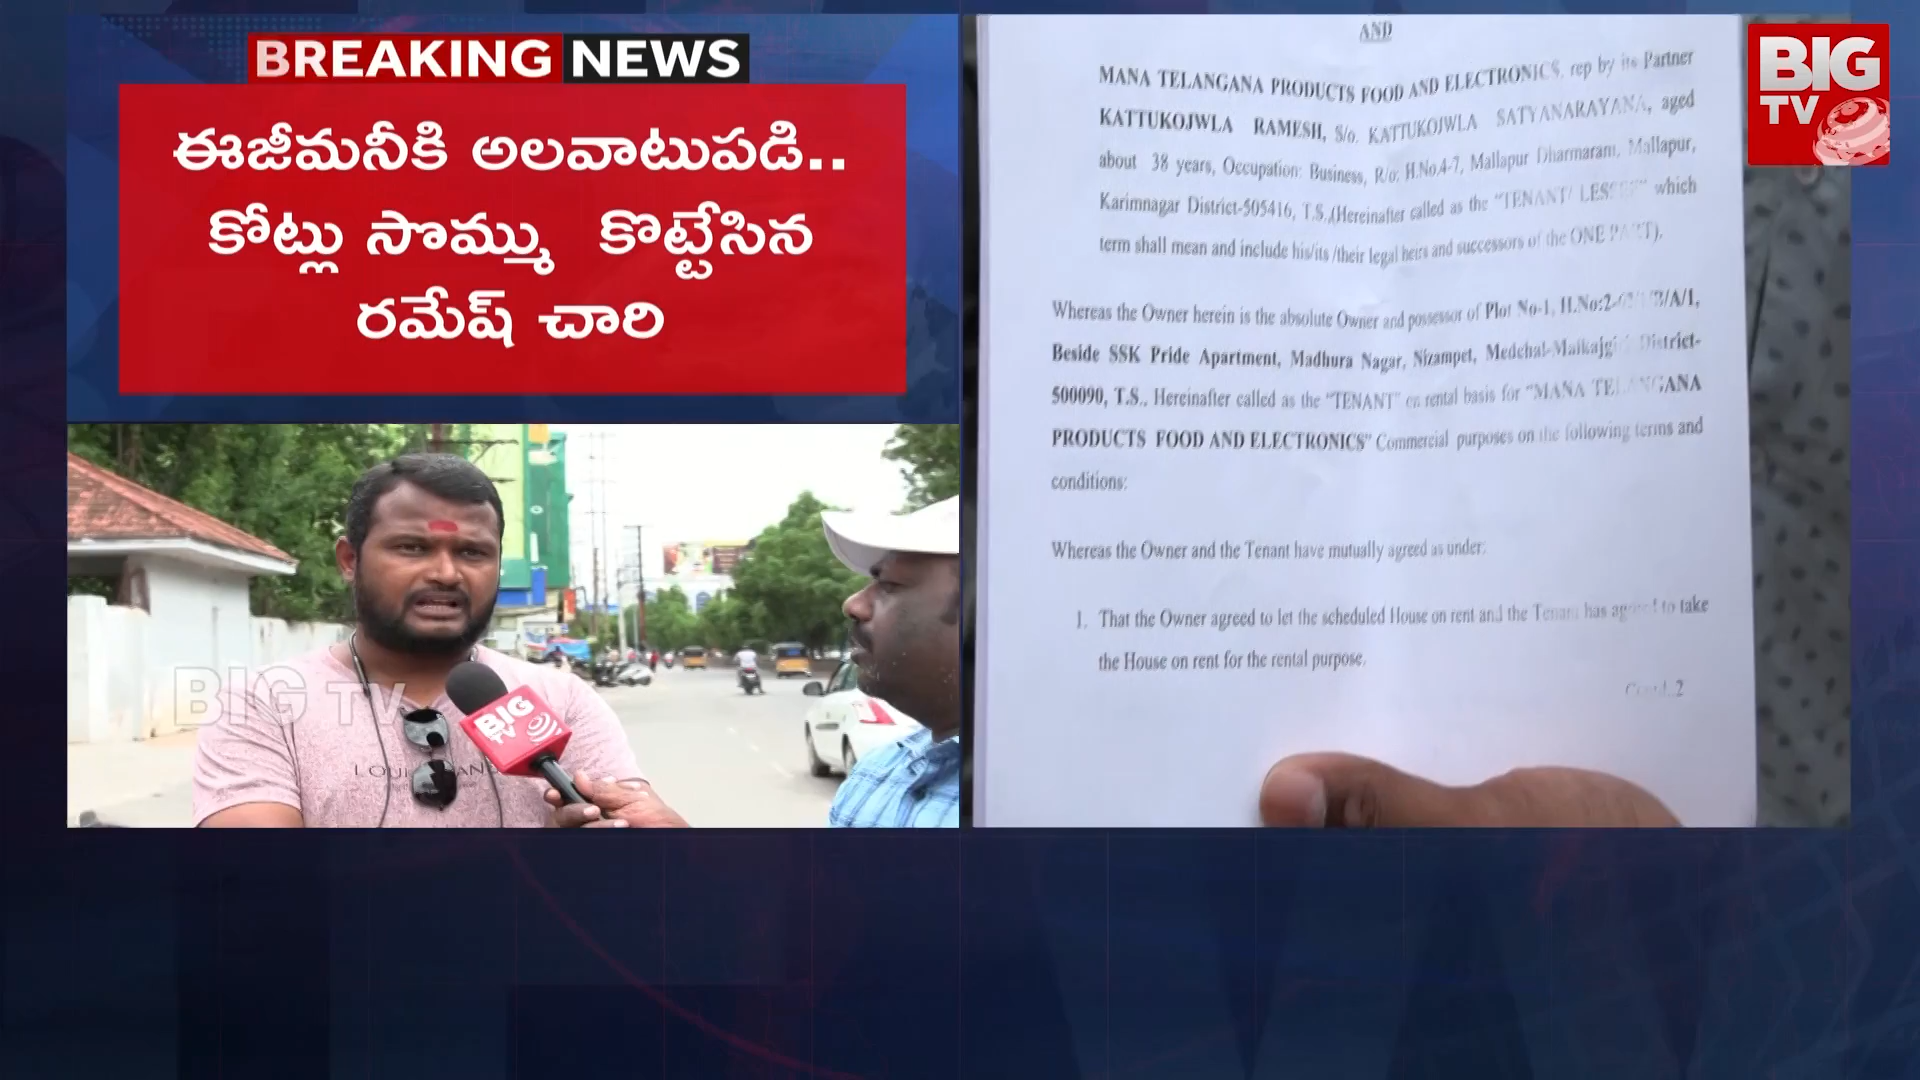 BREAKING NEWS
ఈజీమనీకి అలవాటుపడి..
కోట్లు సొమ్ము కొట్టేసిన
రమేష్ చారి
BIG TV
BIG TV
LOUI
BIG
TV
AND
MANA TELANGANA PRODUCTS FOOD AND ELECTRONICS, rep by its Partner
KATTUKOJWLA RAMESH, S/o. KATTUKOJWLA SATYANARAYANA, aged
about 38 years, Occupation: Business, R/o: H.No.4-7, Mallapur Dharmaram, Mallapur,
Karimnagar District-505416, T.S.,(Hereinafter called as the "TENANT/ which
term shall mean and include his/its /their legal heirs and successors of the ONE
Whereas the Owner herein is the absolute Owner and possessor of Plot No-1,
Beside SSK Pride Apartment, Madhura Nagar, Nizampet, District-
500090, T.S., Hereinafter called as the "TENANT" on rental basis for "MANA TELANGANA
PRODUCTS FOOD AND ELECTRONICS" Commercial purposes on the following terms and
conditions:
Whereas the Owner and the Tenant have mutually agreed as under:
1. That the Owner agreed to let the scheduled House on rent and the Tenant has agreed to take
the House on rent for the rental purpose.
BIG
TV